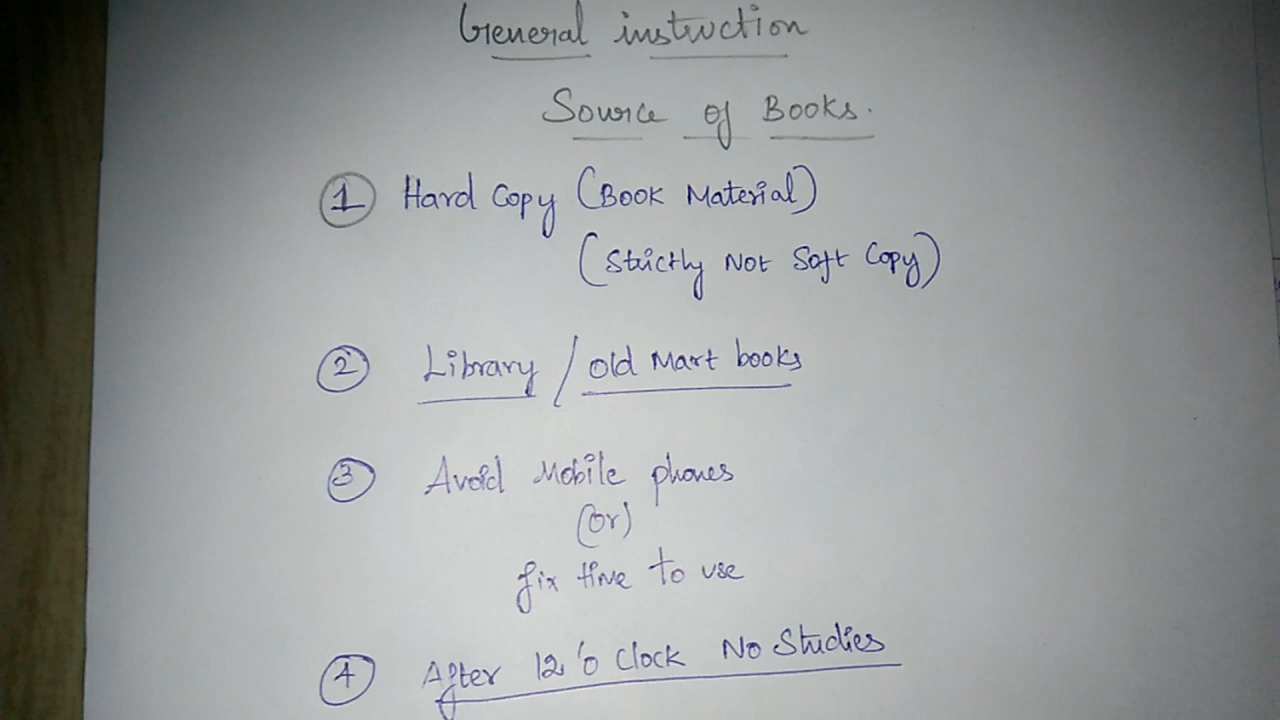 General instruction
Source of Books.
1 Hard Copy (Book Material)
(Strictly Not Soft Copy)
2 Library / old Mart books
3 Avoid Mobile phones
(or)
fix time to use
4 After 12'o Clock No Studies